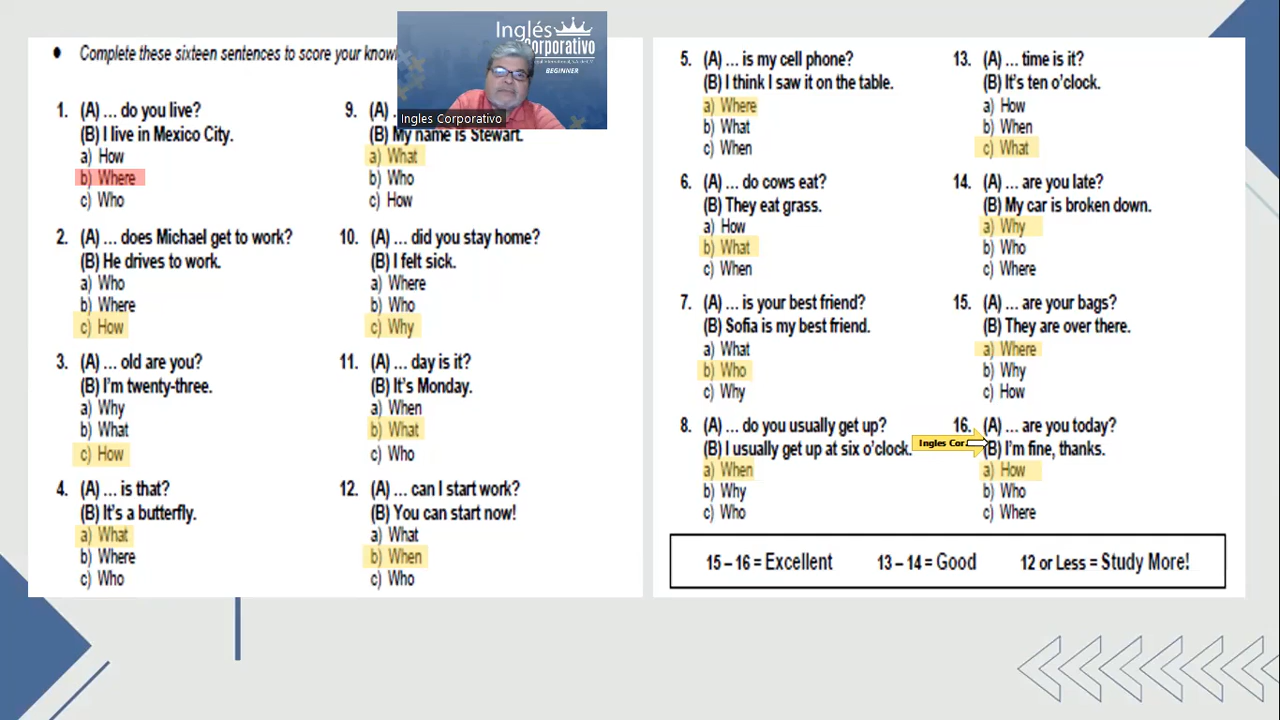 Inglés
Corporativo
BEGINNER
Ingles Corporativo
• Complete these sixteen sentences to score your
1. (A) ... do you live?
(B) I live in Mexico City.
a) How
b) Where
c) Who
2. (A) ... does Michael get to work?
(B) He drives to work.
a) Who
b) Where
c) How
3. (A) ... old are you?
(B) I'm twenty-three.
a) Why
b) What
c) How
4. (A) ... is that?
(B) It's a butterfly.
a) What
b) Where
c) Who
9. (A) .
(B) My name is Stewart.
a) What
b) Who
c) How
10. (A) ... did you stay home?
(B) I felt sick.
a) Where
b) Who
c) Why
11. (A) ... day is it?
(B) It's Monday.
a) When
b) What
c) Who
12. (A) ... can I start work?
(B) You can start now!
a) What
b) When
c) Who
5. (A) ... is my cell phone?
(B) I think I saw it on the table.
a) Where
b) What
c) When
6. (A) ... do cows eat?
(B) They eat grass.
a) How
b) What
c) When
7. (A) ... is your best friend?
(B) Sofia is my best friend.
a) What
b) Who
c) Why
8. (A) ... do you usually get up?
(B) I usually get up at six o'clock.
a) When
b) Why
c) Who
13. (A) ... time is it?
(B) It's ten o'clock.
a) How
b) When
c) What
14. (A) ... are you late?
(B) My car is broken down.
a) Why
b) Who
c) Where
15. (A) ... are your bags?
(B) They are over there.
a) Where
b) Why
c) How
16. (A) ... are you today?
Ingles Cor
(B) I'm fine, thanks.
a) How
b) Who
c) Where
15 – 16 = Excellent 13 – 14 = Good 12 or Less = Study More!